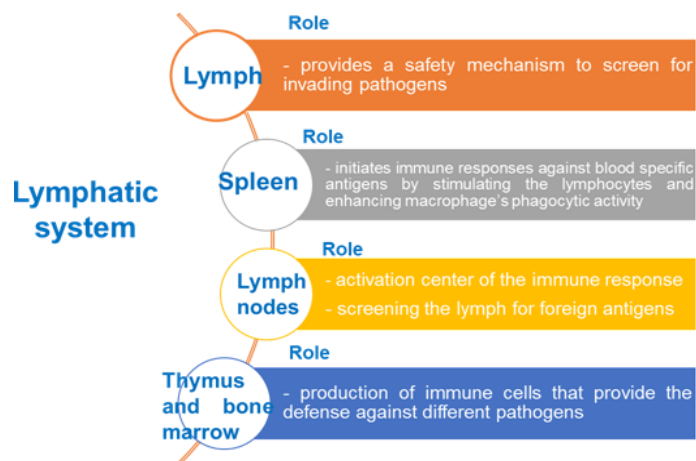 Lymphatic
system
Role
Lymph
- provides a safety mechanism to screen for
invading pathogens
Role
Spleen
- initiates immune responses against blood specific
antigens by stimulating the lymphocytes and
enhancing macrophage's phagocytic activity
Role
Lymph
nodes
- activation center of the immune response
- screening the lymph for foreign antigens
Role
Thymus
and bone
marrow
- production of immune cells that provide the
defense against different pathogens